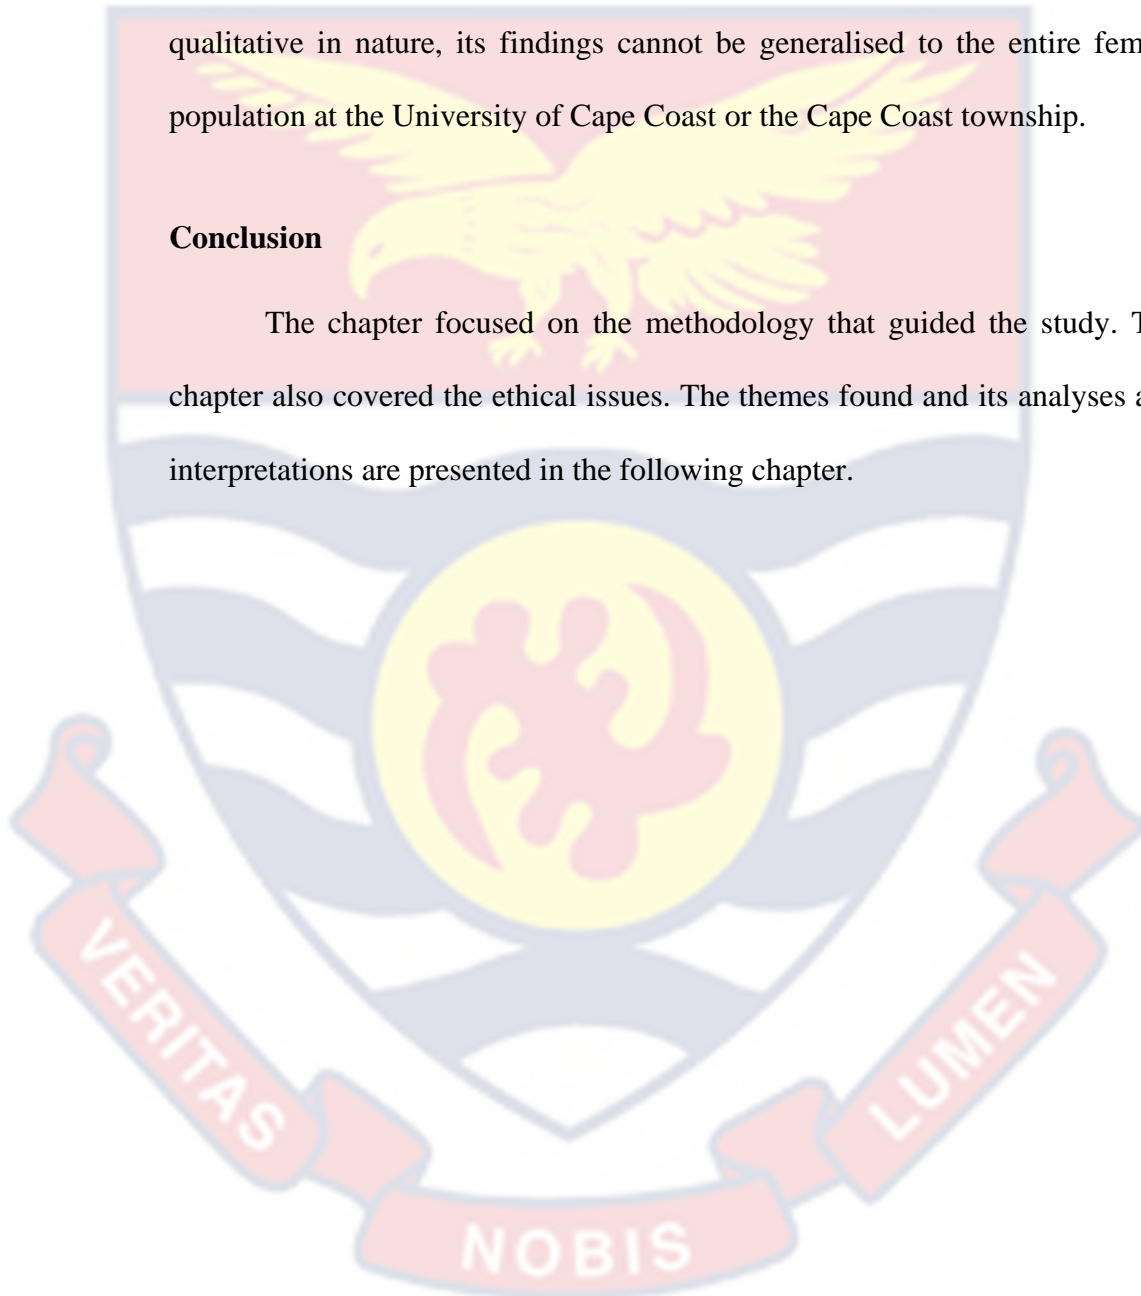 qualitative in nature, its findings cannot be generalised to the entire fem
population at the University of Cape Coast or the Cape Coast township.
Conclusion
The chapter focused on the methodology that guided the study. T
chapter also covered the ethical issues. The themes found and its analyses a
interpretations are presented in the following chapter.
VERITAS
NOBIS
LUMEN